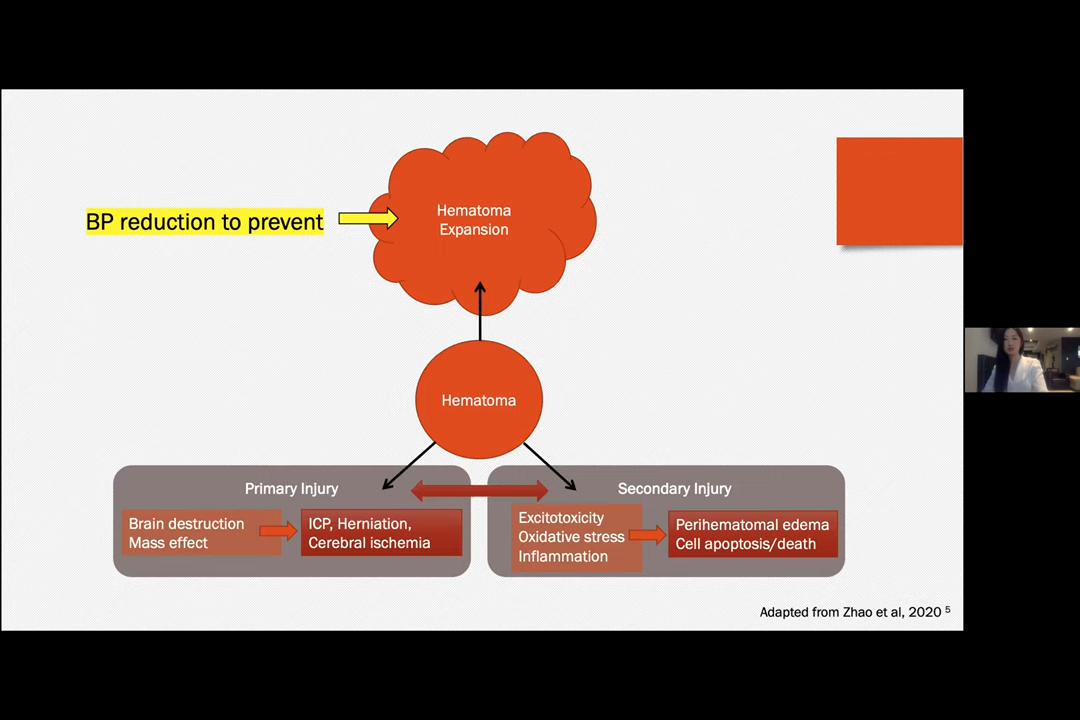 BP reduction to prevent
Hematoma
Expansion
Hematoma
Primary Injury
Brain destruction
Mass effect
ICP, Herniation,
Cerebral ischemia
Secondary Injury
Excitotoxicity
Oxidative stress
Inflammation
Perihematomal edema
Cell apoptosis/death
Adapted from Zhao et al, 2020 ⁵